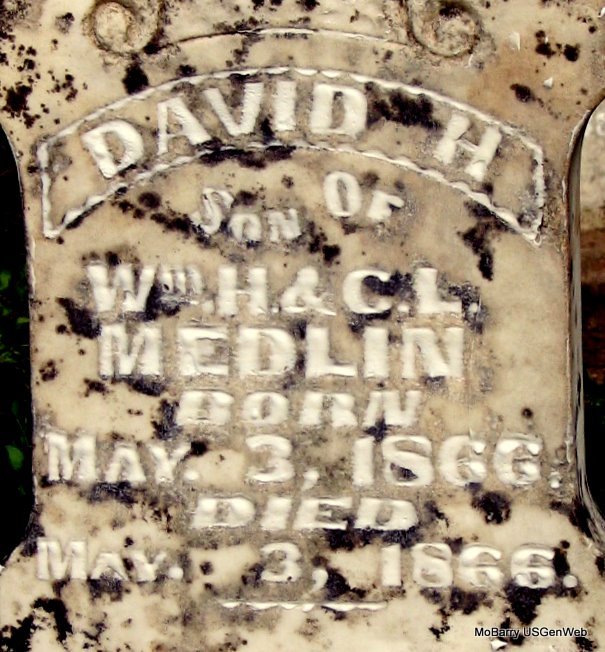 DAVID H
SON OF
Wm. H. & C. L.
MEDLIN
BORN
MAY. 3, 1866.
DIED
MAY. 3, 1866.
MoBarry USGenWeb